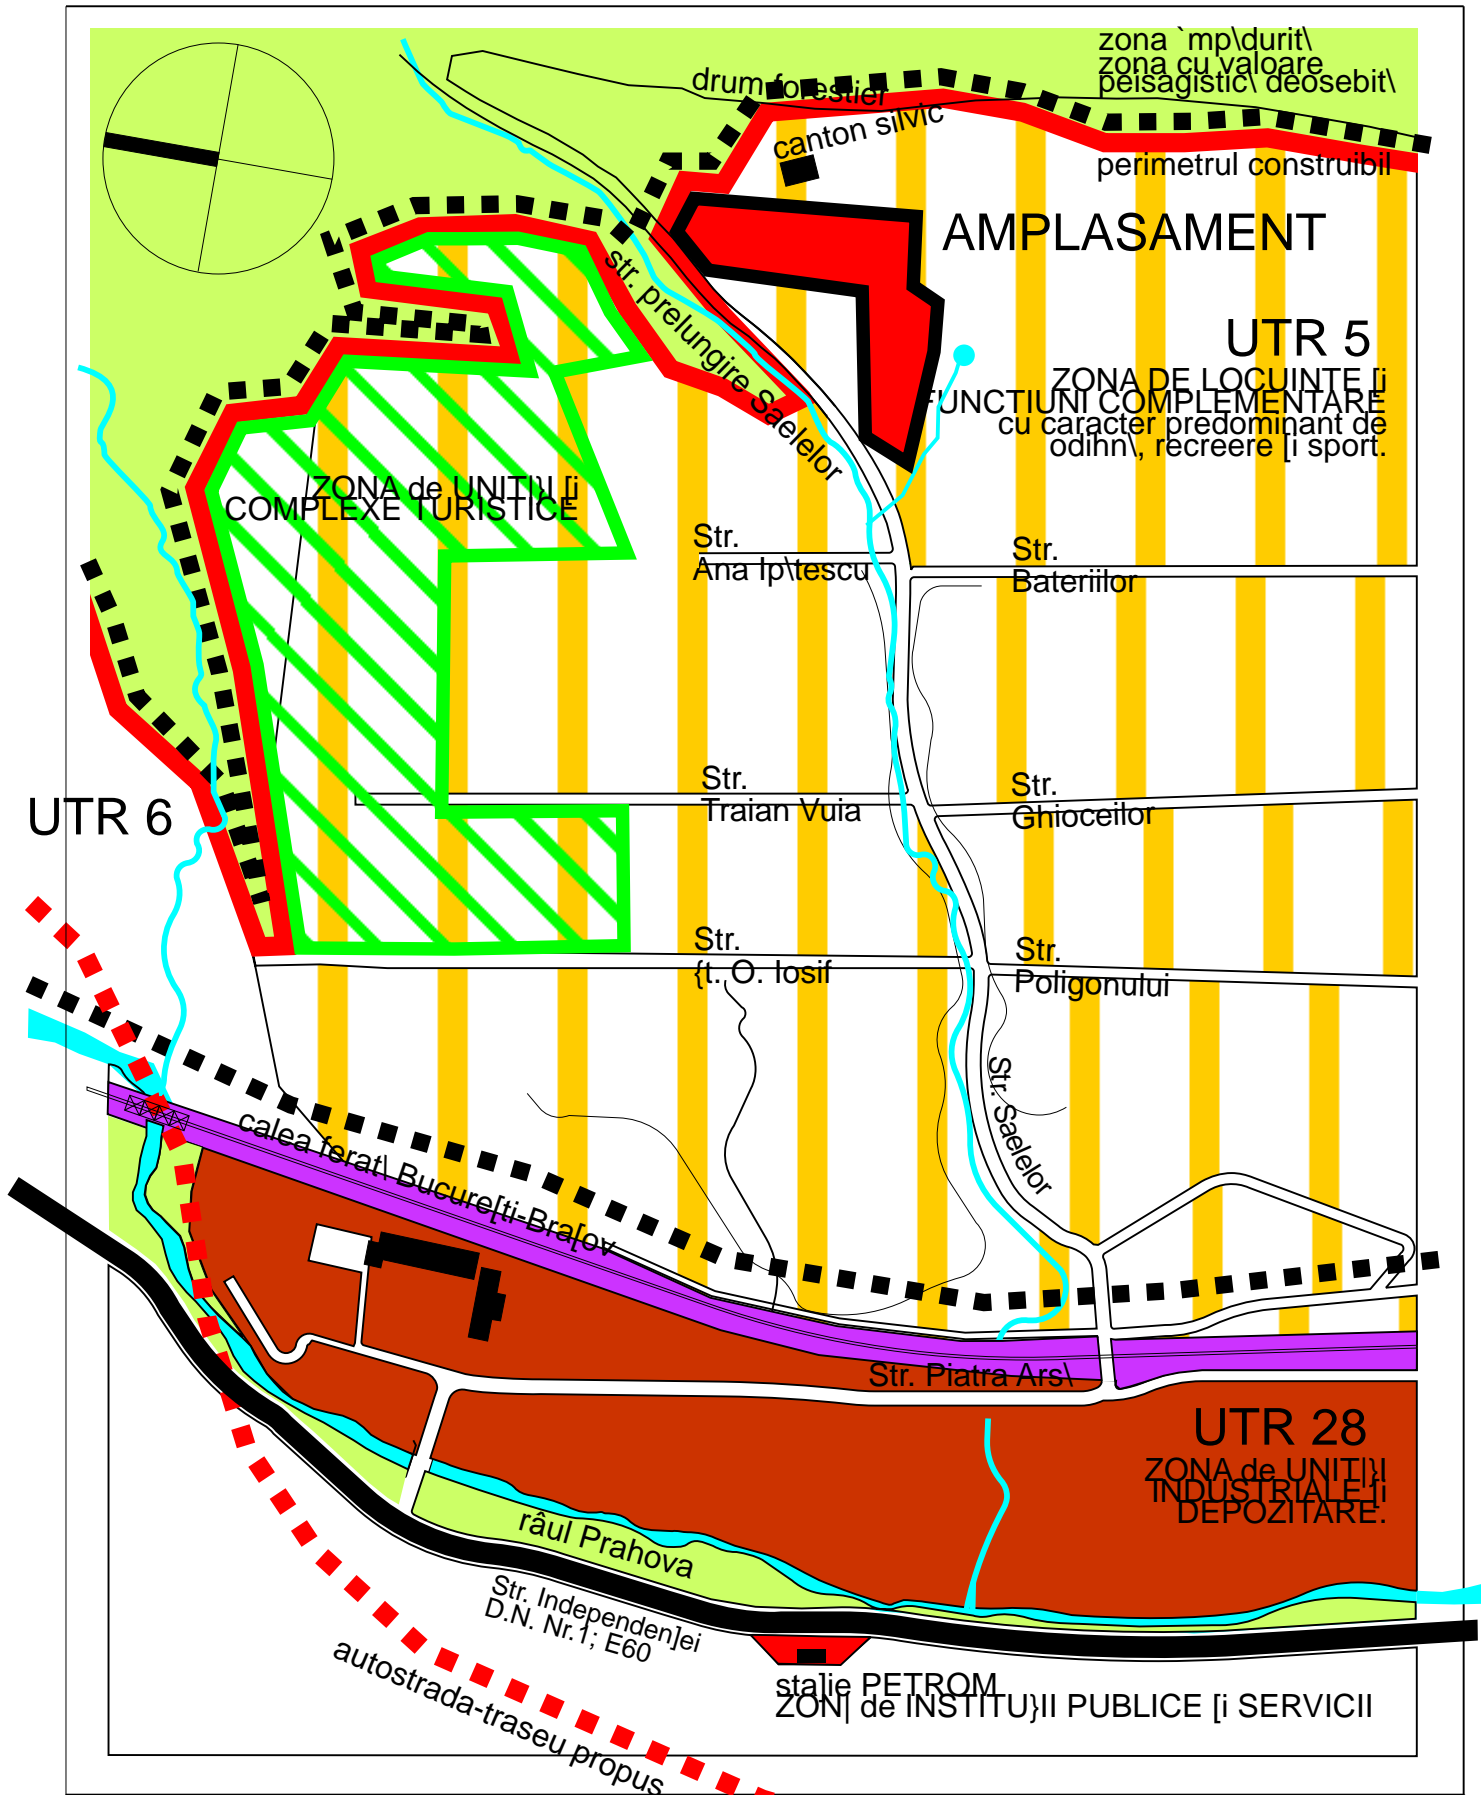 zona `mp\durit\
zona cu valoare
peisagistic\ deosebit\
drum forestier
canton silvic
perimetrul construibil
AMPLASAMENT
str. prelungire Saelelor
UTR 5
ZONA DE LOCUINTE [i
FUNCTIUNI COMPLEMENTARE
cu caracter predominant de
odihn\, recreere [i sport.
ZONA de UNIT|}I [i
COMPLEXE TURISTICE
Str.
Ana Ip\tescu
Str.
Bateriilor
Str.
Traian Vuia
Str.
Ghioceilor
UTR 6
Str.
{t. O. Iosif
Str.
Poligonului
Str. Saelelor
calea ferat\ Bucure[ti-Bra[ov
Str. Piatra Ars\
UTR 28
ZONA de UNIT|}I
INDUSTRIALE [i
DEPOZITARE.
râul Prahova
Str. Independen]ei
D.N. Nr.1; E60
autostrada-traseu propus
sta]ie PETROM
ZON| de INSTITU}II PUBLICE [i SERVICII